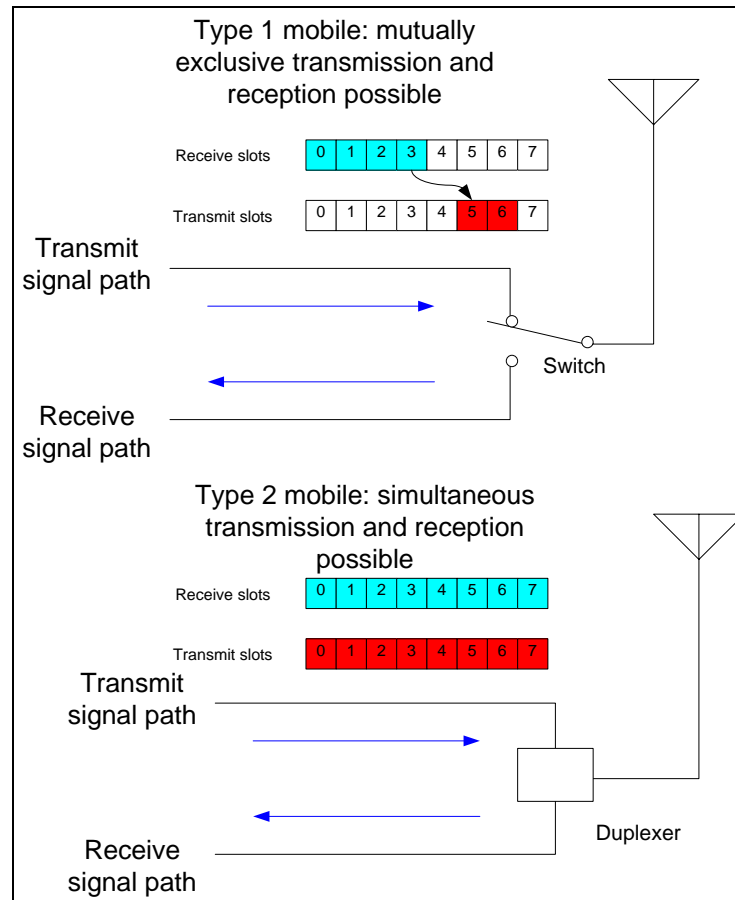 Type 1 mobile: mutually
exclusive transmission and
reception possible
Receive slots 0 1 2 3 4 5 6 7
Transmit slots 0 1 2 3 4 5 6 7
Transmit
signal path
Switch
Receive
signal path
Type 2 mobile: simultaneous
transmission and reception
possible
Receive slots 0 1 2 3 4 5 6 7
Transmit slots 0 1 2 3 4 5 6 7
Transmit
signal path
Duplexer
Receive
signal path